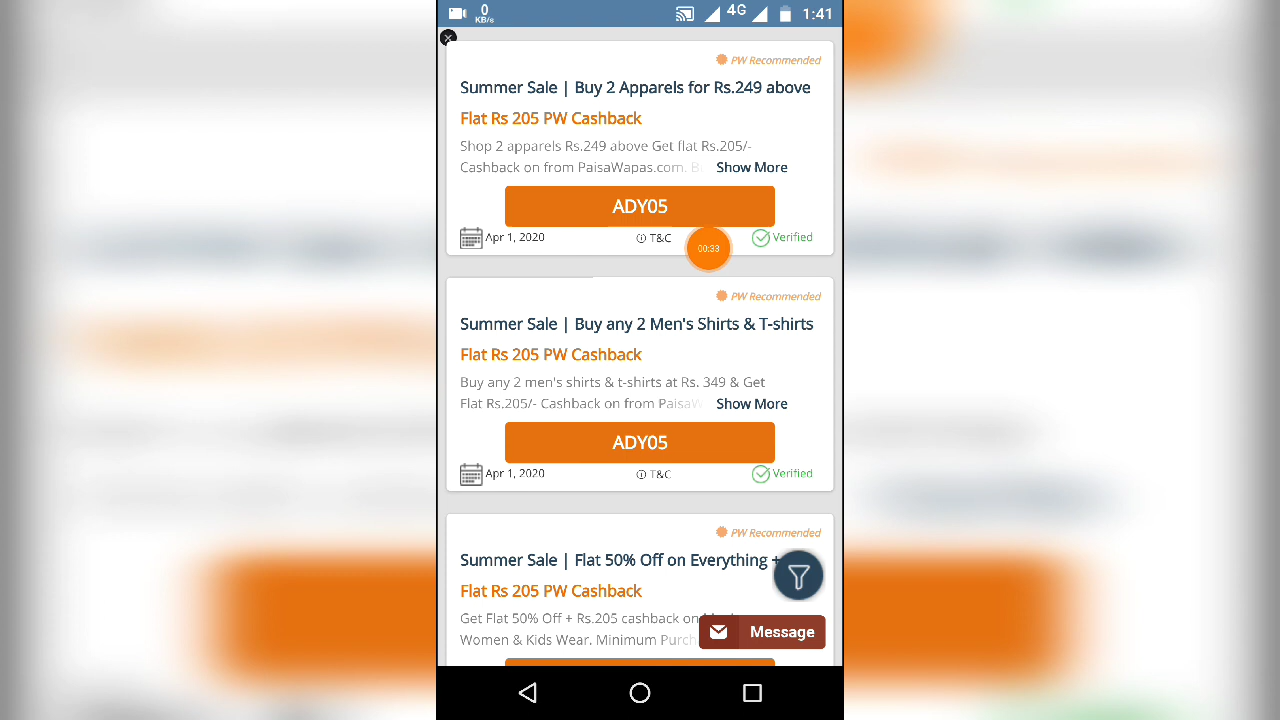 0
KB/s
4G
1:41
PW Recommended
Summer Sale | Buy 2 Apparels for Rs.249 above
Flat Rs 205 PW Cashback
Shop 2 apparels Rs.249 above Get flat Rs.205/-
Cashback on from PaisaWapas.com. B Show More
ADY05
Apr 1, 2020
T&C
00:33
Verified
PW Recommended
Summer Sale | Buy any 2 Men's Shirts & T-shirts
Flat Rs 205 PW Cashback
Buy any 2 men's shirts & t-shirts at Rs. 349 & Get
Flat Rs.205/- Cashback on from PaisaW Show More
ADY05
Apr 1, 2020
T&C
Verified
PW Recommended
Summer Sale | Flat 50% Off on Everything +
Flat Rs 205 PW Cashback
Get Flat 50% Off + Rs.205 cashback on
Women & Kids Wear. Minimum Purch
Message